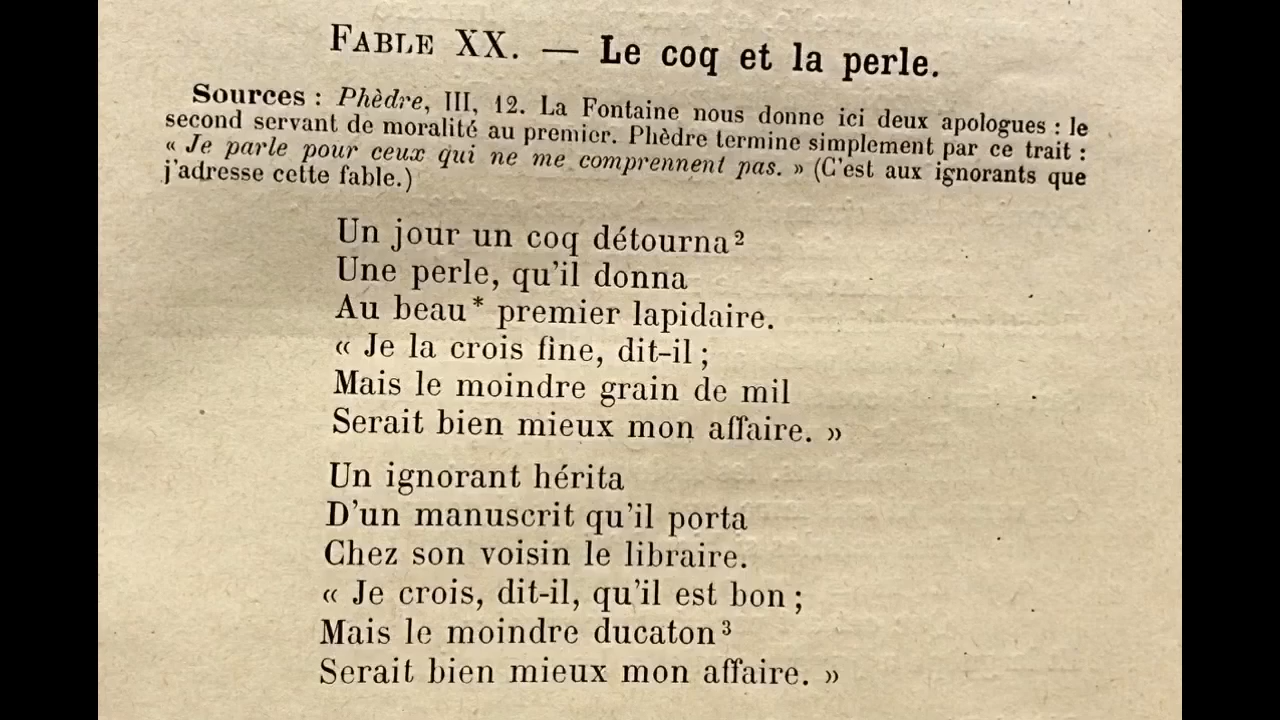 FABLE XX. — Le coq et la perle.
Sources : Phèdre, III, 12. La Fontaine nous donne ici deux apologues : le
second servant de moralité au premier. Phèdre termine simplement par ce trait :
« Je parle pour ceux qui ne me comprennent pas. » (C'est aux ignorants que
j'adresse cette fable.)
Un jour un coq détourna²
Une perle, qu'il donna
Au beau* premier lapidaire.
« Je la crois fine, dit-il ;
Mais le moindre grain de mil
Serait bien mieux mon affaire. »
Un ignorant hérita
D'un manuscrit qu'il porta
Chez son voisin le libraire.
« Je crois, dit-il, qu'il est bon ;
Mais le moindre ducaton³
Serait bien mieux mon affaire. »